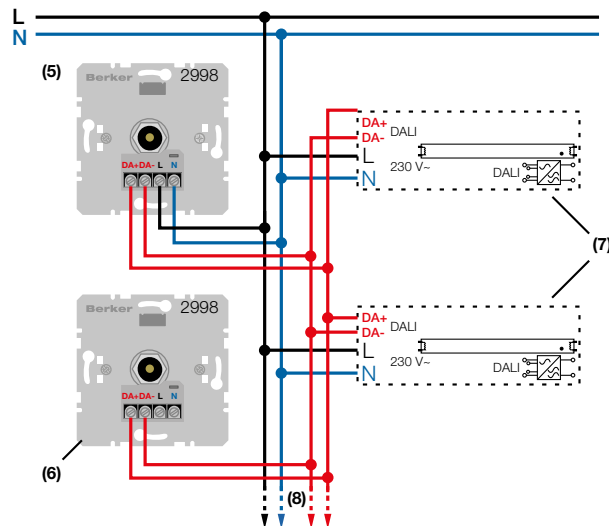 L
N
(5)
Berker 2998
DA+ DA- L N
DA+
DA- DALI
L
230 V~
N
DALI
(7)
Berker 2998
DA+ DA- L N
DA+
DA- DALI
L
230 V~
N
DALI
(6)
(8)